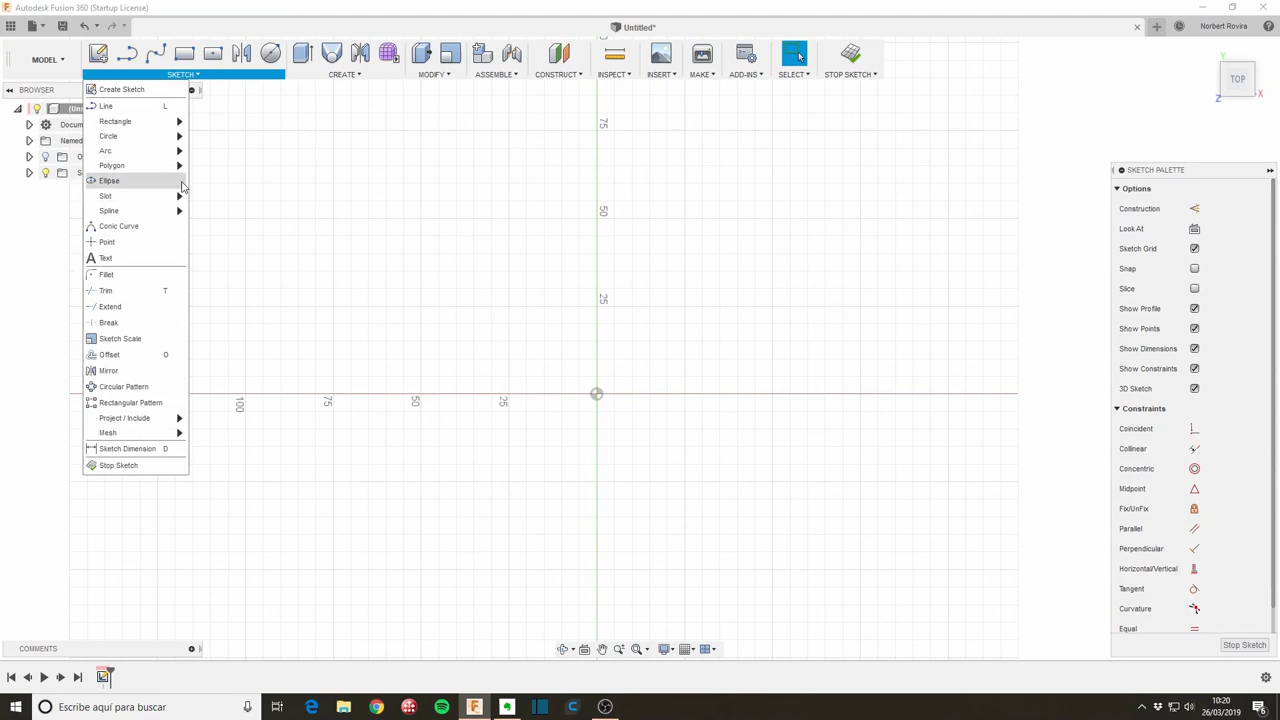 Autodesk Fusion 360 (Startup License)
Untitled*
Norbert Rovira
MODEL
SKETCH
CREATE
MODIFY
ASSEMBLE
CONSTRUCT
INSPECT
INSERT
MAKE
ADD-INS
SELECT
STOP SKETCH
BROWSER
(Uns
Docum
Named
O
S
Create Sketch
Line L
Rectangle
Circle
Arc
Polygon
Ellipse
Slot
Spline
Conic Curve
Point
Text
Fillet
Trim T
Extend
Break
Sketch Scale
Offset O
Mirror
Circular Pattern
Rectangular Pattern
Project / Include
Mesh
Sketch Dimension D
Stop Sketch
75
50
25
100
75
50
25
TOP
Y
X
Z
SKETCH PALETTE
Options
Construction
Look At
Sketch Grid
Snap
Slice
Show Profile
Show Points
Show Dimensions
Show Constraints
3D Sketch
Constraints
Coincident
Collinear
Concentric
Midpoint
Fix/UnFix
Parallel
Perpendicular
Horizontal/Vertical
Tangent
Curvature
Equal
Stop Sketch
COMMENTS
Escribe aquí para buscar
10:20
26/03/2019